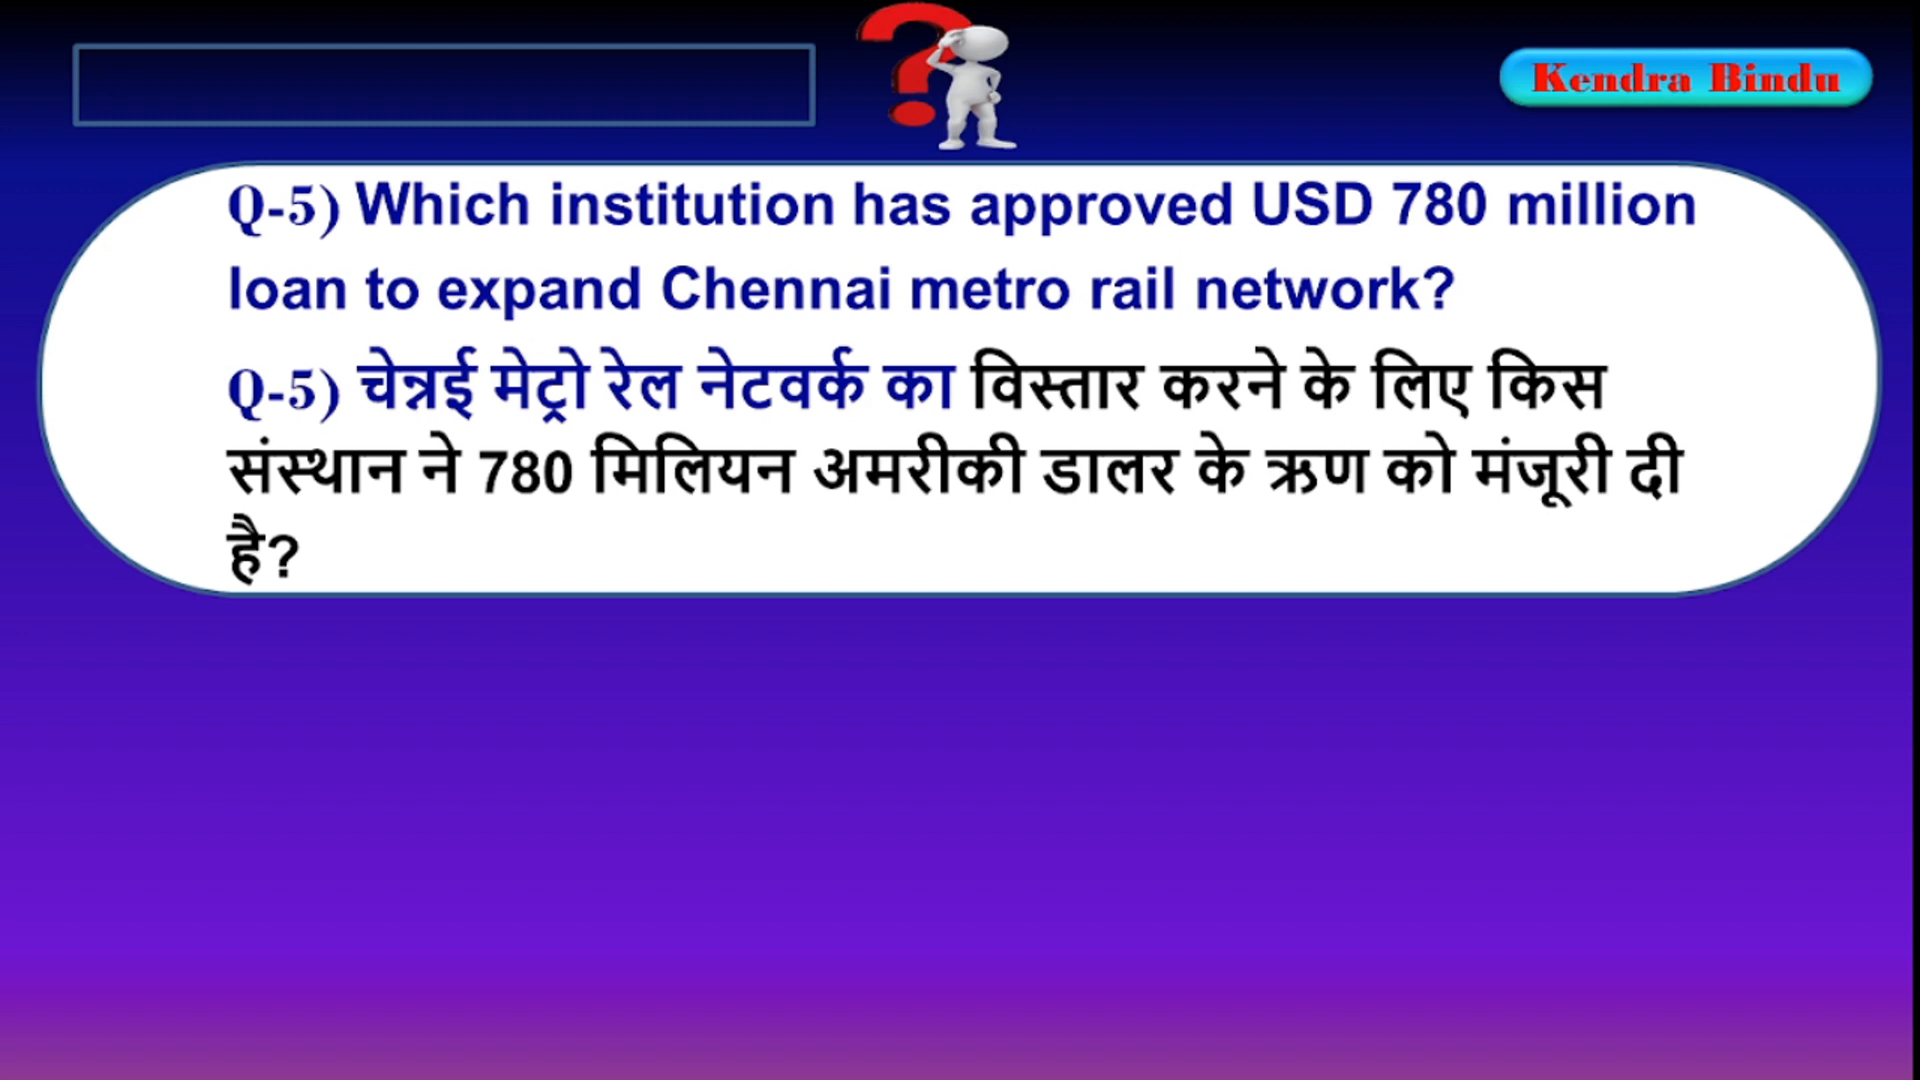 Kendra Bindu
Q-5) Which institution has approved USD 780 million
loan to expand Chennai metro rail network?
Q-5) चेन्नई मेट्रो रेल नेटवर्क का विस्तार करने के लिए किस
संस्थान ने 780 मिलियन अमरीकी डालर के ऋण को मंजूरी दी
है?